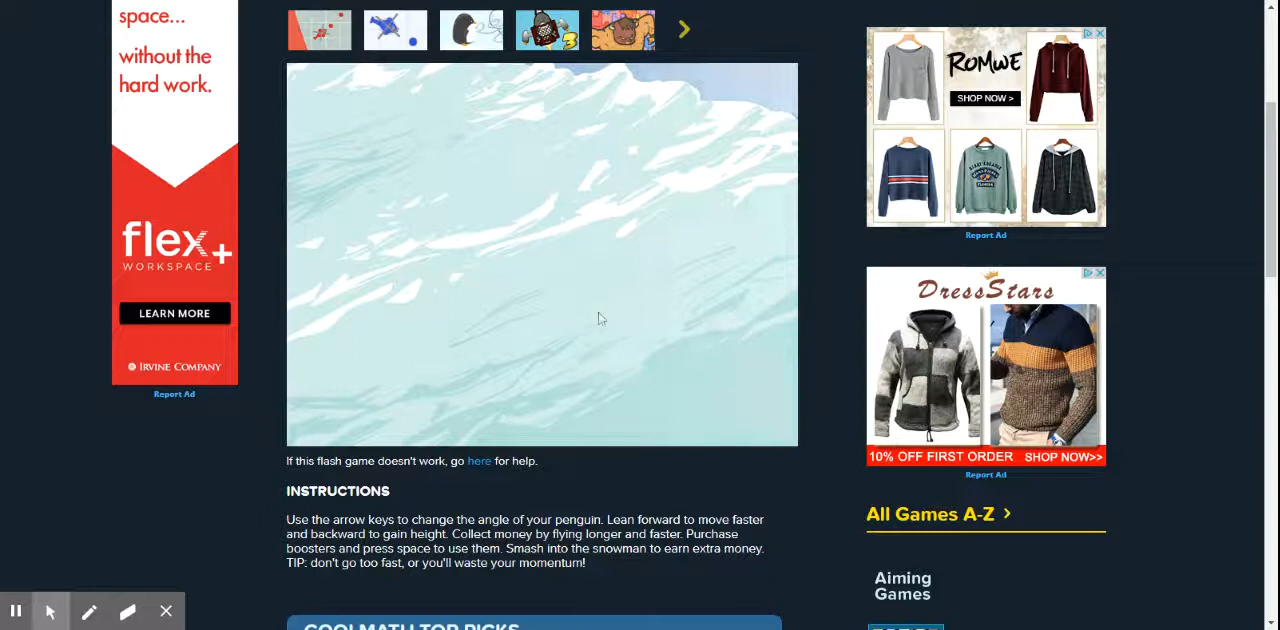 space...
without the
hard work.
flex+
WORKSPACE
LEARN MORE
IRVINE COMPANY
Report Ad
3
If this flash game doesn't work, go here for help.
INSTRUCTIONS
Use the arrow keys to change the angle of your penguin. Lean forward to move faster
and backward to gain height. Collect money by flying longer and faster. Purchase
boosters and press space to use them. Smash into the snowman to earn extra money.
TIP: don't go too fast, or you'll waste your momentum!
COOLMATH TOP PICKS
ROMWE
SHOP NOW >
Report Ad
DressStars
10% OFF FIRST ORDER SHOP NOW>>
Report Ad
All Games A-Z >
Aiming
Games